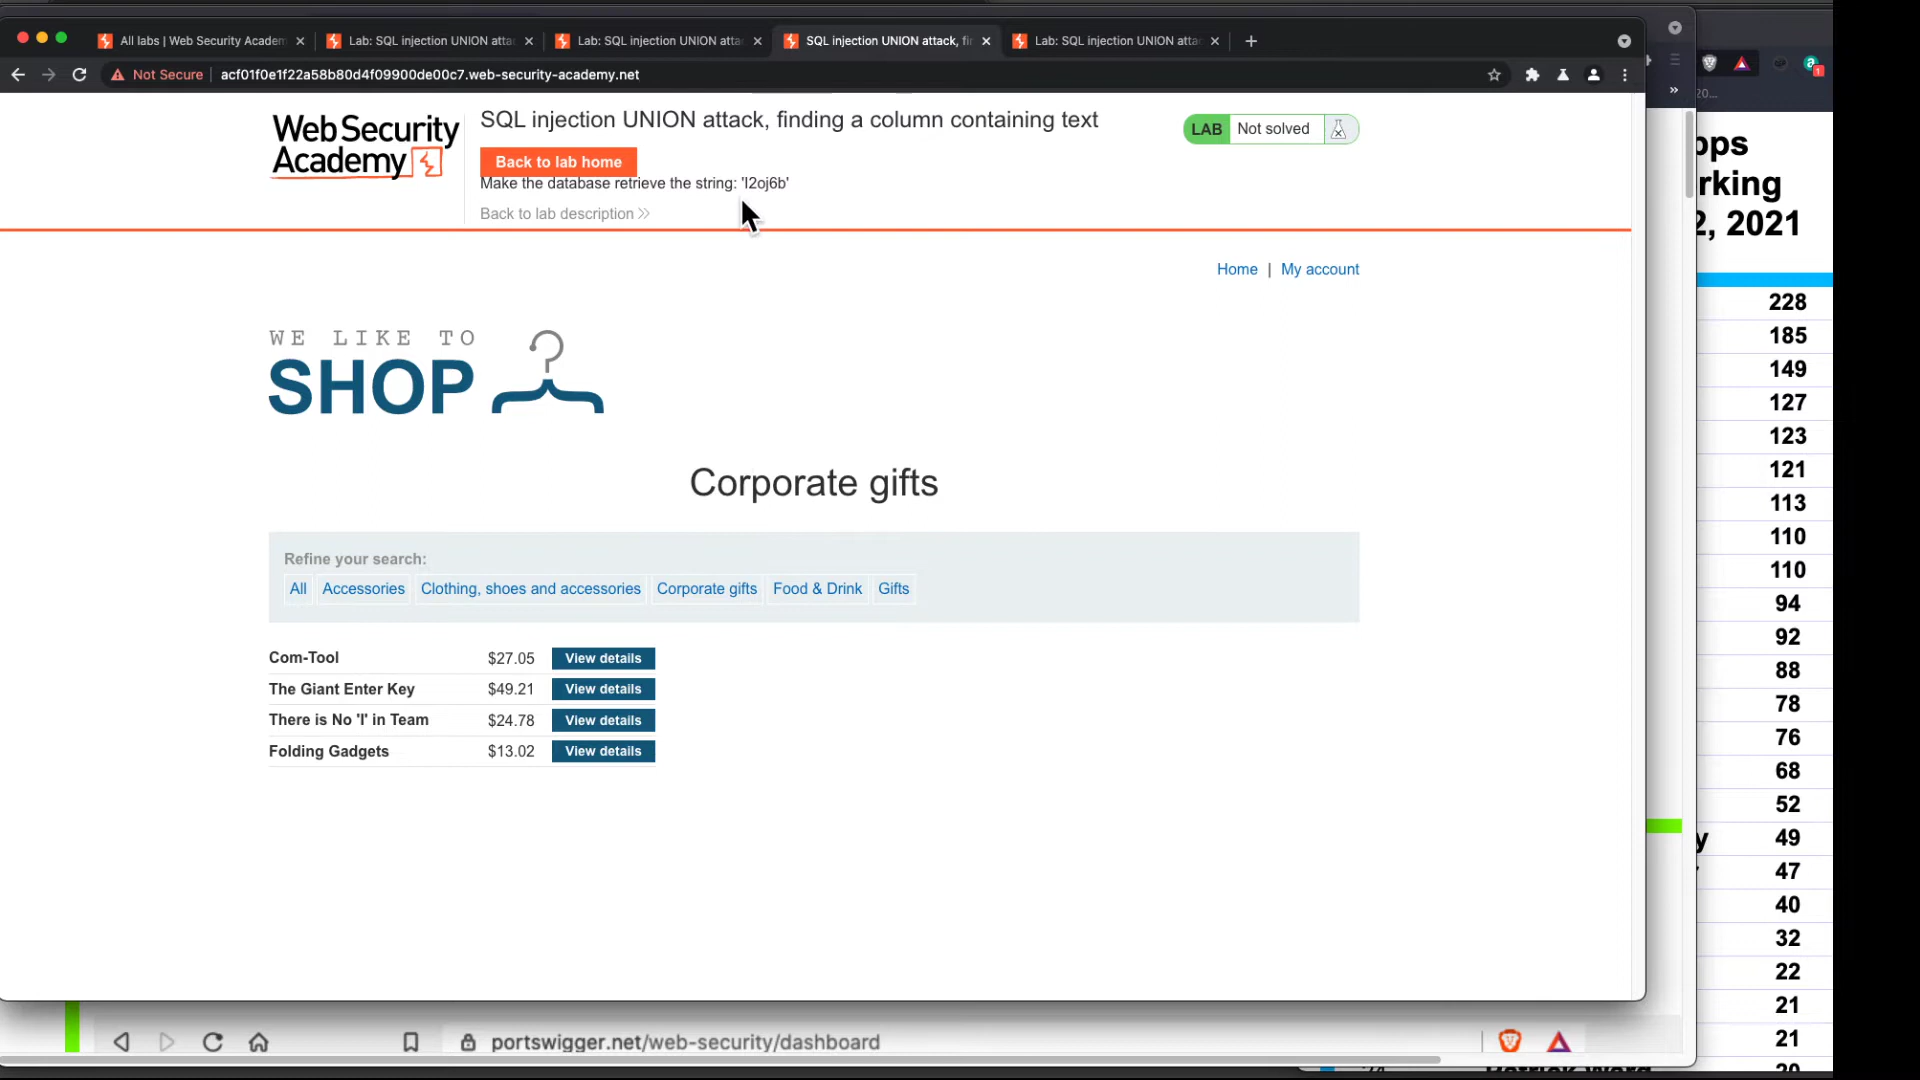 All labs | Web Security Academ
Lab: SQL injection UNION atta
Lab: SQL injection UNION atta
SQL injection UNION attack, fi
Lab: SQL injection UNION atta
Not Secure
acf01f0e1f22a58b80d4f09900de00c7.web-security-academy.net
Web Security
Academy
SQL injection UNION attack, finding a column containing text
Back to lab home
Make the database retrieve the string: 'I2oj6b'
Back to lab description
LAB
Not solved
Home | My account
WE LIKE TO
SHOP
Corporate gifts
Refine your search:
All
Accessories
Clothing, shoes and accessories
Corporate gifts
Food & Drink
Gifts
Com-Tool $27.05 View details
The Giant Enter Key $49.21 View details
There is No 'I' in Team $24.78 View details
Folding Gadgets $13.02 View details
portswigger.net/web-security/dashboard
20...
1
pps
rking
2, 2021
228
185
149
127
123
121
113
110
110
94
92
88
78
76
68
52
y 49
47
40
32
22
21
21